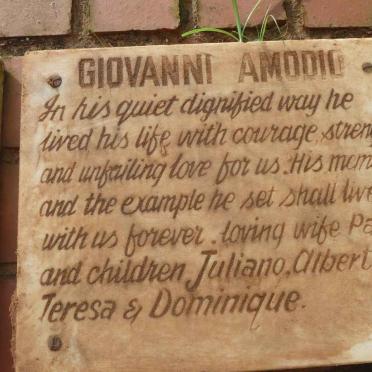 GIOVANNI AMODIO
In his quiet dignified way he
lived his life with courage, stren
and unfailing love for us. His mem
and the example he set shall live
with us forever. loving wife Pa
and children Juliano, Albert
Teresa & Dominique.